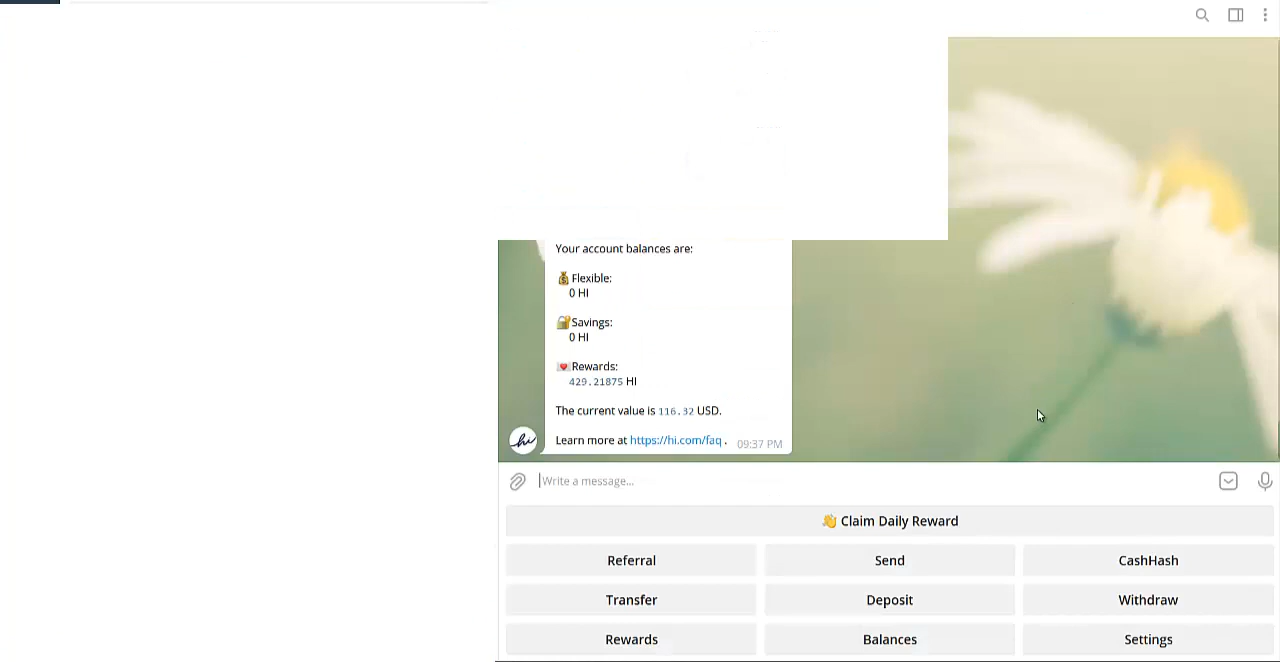 Your account balances are:
💰Flexible:
0 HI
🔐Savings:
0 HI
💌Rewards:
429.21875 HI
The current value is 116.32 USD.
Learn more at https://hi.com/faq .
09:37 PM
hi
Write a message...
👋 Claim Daily Reward
Referral
Send
CashHash
Transfer
Deposit
Withdraw
Rewards
Balances
Settings